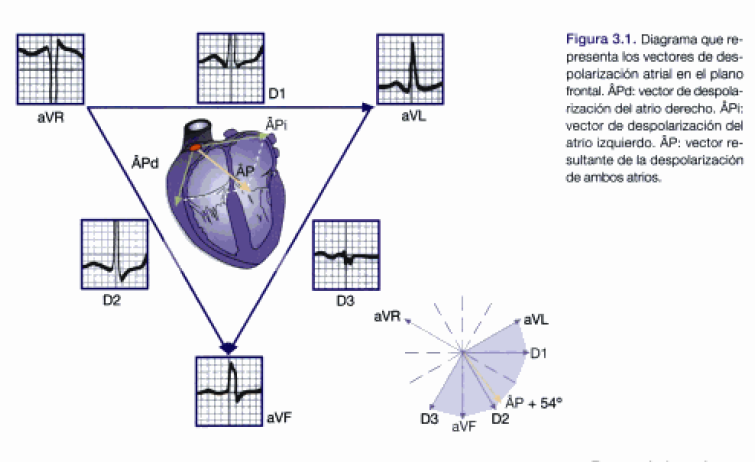 Figura 3.1. Diagrama que re-
presenta los vectores de des-
polarización atrial en el plano
frontal. ÂPd: vector de despola-
rización del atrio derecho. ÂPi:
vector de despolarización del
atrio izquierdo. ÂP: vector re-
sultante de la despolarización
de ambos atrios.
D1
aVR
aVL
ÂPi
ÂPd
ÂP
D2
D3
aVF
aVR
aVL
D1
ÂP + 54º
D3
aVF
D2